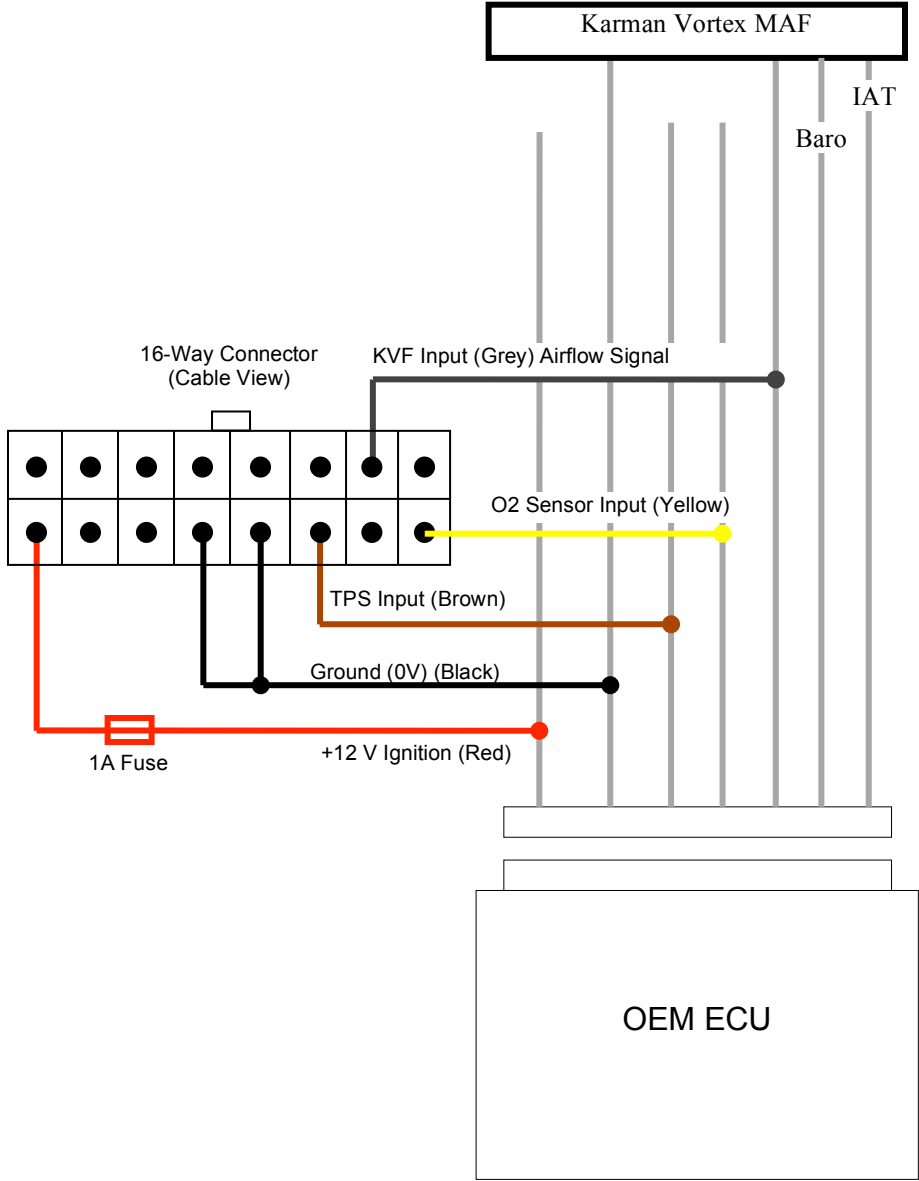 Karman Vortex MAF
IAT
Baro
16-Way Connector
(Cable View)
KVF Input (Grey) Airflow Signal
O2 Sensor Input (Yellow)
TPS Input (Brown)
Ground (0V) (Black)
+12 V Ignition (Red)
1A Fuse
OEM ECU